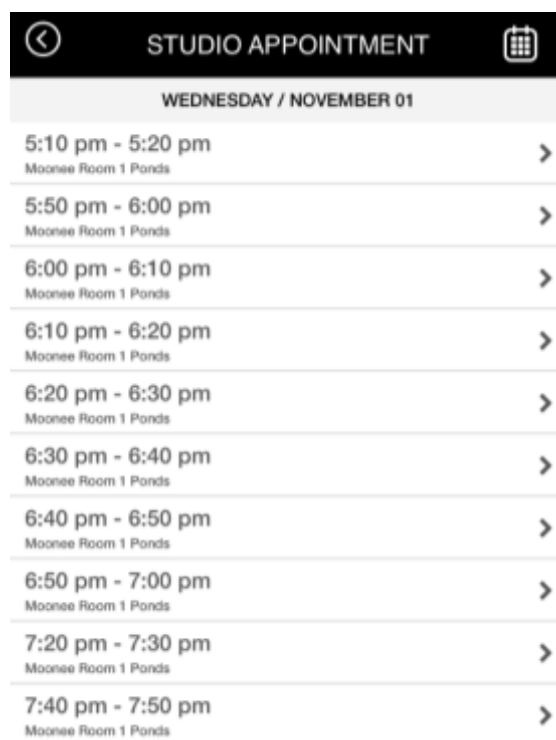 STUDIO APPOINTMENT
WEDNESDAY / NOVEMBER 01
5:10 pm - 5:20 pm
Moonee Room 1 Ponds
5:50 pm - 6:00 pm
Moonee Room 1 Ponds
6:00 pm - 6:10 pm
Moonee Room 1 Ponds
6:10 pm - 6:20 pm
Moonee Room 1 Ponds
6:20 pm - 6:30 pm
Moonee Room 1 Ponds
6:30 pm - 6:40 pm
Moonee Room 1 Ponds
6:40 pm - 6:50 pm
Moonee Room 1 Ponds
6:50 pm - 7:00 pm
Moonee Room 1 Ponds
7:20 pm - 7:30 pm
Moonee Room 1 Ponds
7:40 pm - 7:50 pm
Moonee Room 1 Ponds